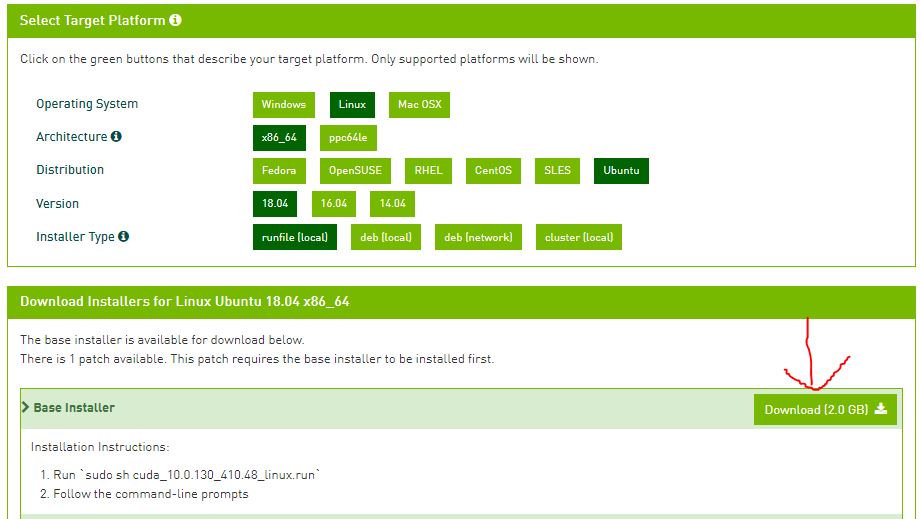 Select Target Platform
Click on the green buttons that describe your target platform. Only supported platforms will be shown.
Operating System Windows Linux Mac OSX
Architecture x86_64 ppc64le
Distribution Fedora OpenSUSE RHEL CentOS SLES Ubuntu
Version 18.04 16.04 14.04
Installer Type runfile (local) deb (local) deb (network) cluster (local)
Download Installers for Linux Ubuntu 18.04 x86_64
The base installer is available for download below.
There is 1 patch available. This patch requires the base installer to be installed first.
Base Installer Download (2.0 GB)
Installation Instructions:
1. Run `sudo sh cuda_10.0.130_410.48_linux.run`
2. Follow the command-line prompts